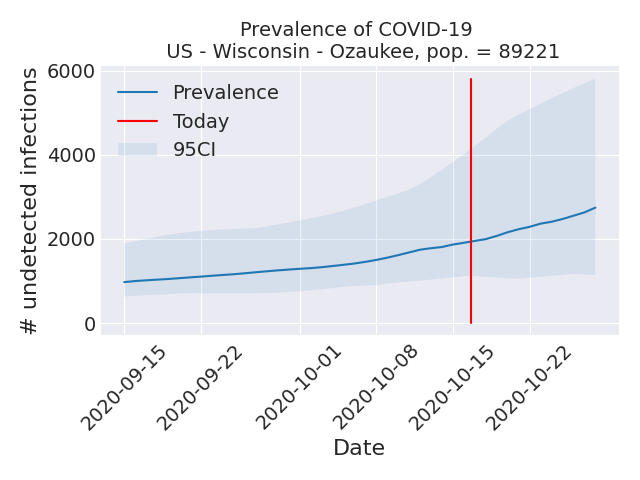 Prevalence of COVID-19
US - Wisconsin - Ozaukee, pop. = 89221
# undetected infections
6000
4000
2000
0
Prevalence
Today
95CI
2020-09-15
2020-09-22
2020-10-01
2020-10-08
2020-10-15
2020-10-22
Date